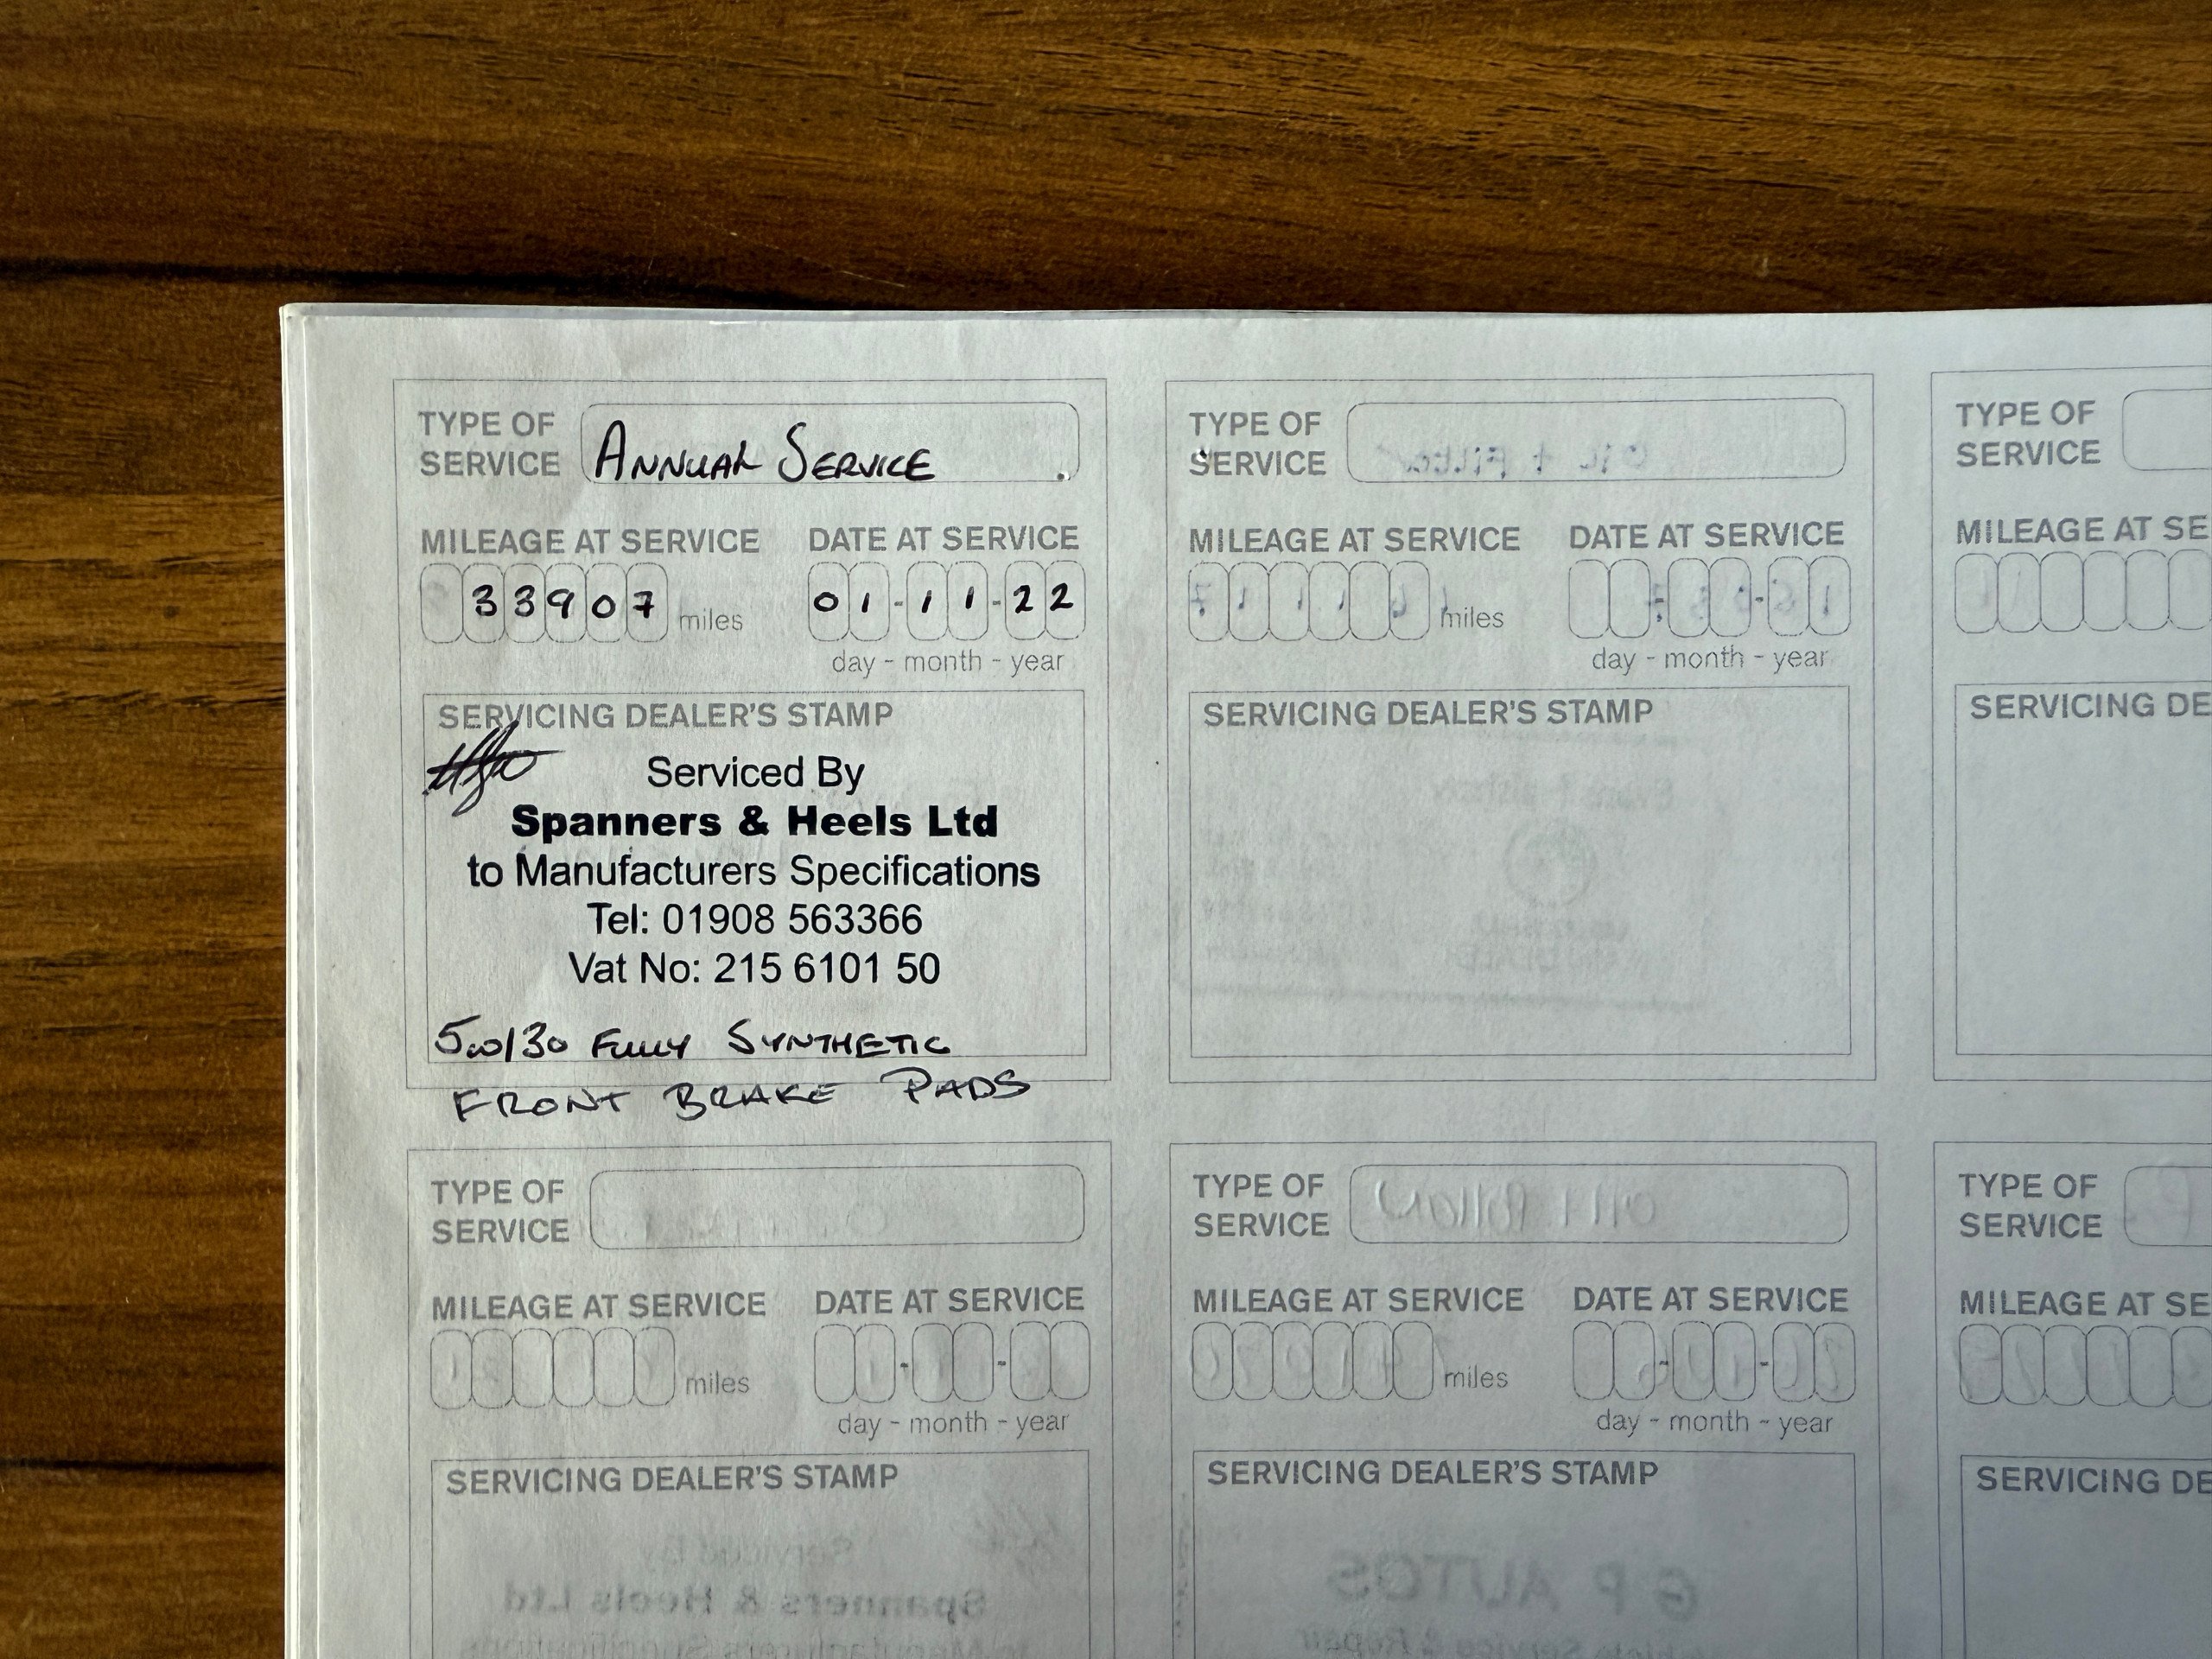 TYPE OF SERVICE Annual Service
MILEAGE AT SERVICE
33907 miles
DATE AT SERVICE
01-11-22
day - month - year
SERVICING DEALER'S STAMP
Serviced By
Spanners & Heels Ltd
to Manufacturers Specifications
Tel: 01908 563366
Vat No: 215 6101 50
5w/30 Fully Synthetic
Front Brake Pads
TYPE OF SERVICE
MILEAGE AT SERVICE
miles
DATE AT SERVICE
day - month - year
SERVICING DEALER'S STAMP
TYPE OF SERVICE
MILEAGE AT SE
SERVICING DE
TYPE OF SERVICE
MILEAGE AT SERVICE
miles
DATE AT SERVICE
day - month - year
SERVICING DEALER'S STAMP
TYPE OF SERVICE
MILEAGE AT SERVICE
miles
DATE AT SERVICE
day - month - year
SERVICING DEALER'S STAMP
TYPE OF SERVICE
MILEAGE AT SE
SERVICING DE